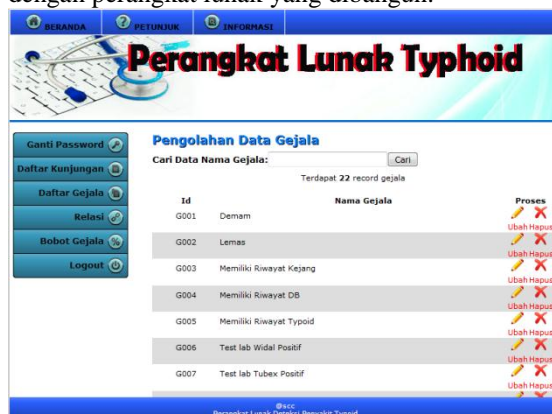 dengan perangkat lunak yang dibangun.
BERANDA PETUNJUK INFORMASI
Perangkat Lunak Typhoid
Ganti Password
Daftar Kunjungan
Daftar Gejala
Relasi
Bobot Gejala
Logout
Pengolahan Data Gejala
Cari Data Nama Gejala: Cari
Terdapat 22 record gejala
Id Nama Gejala Proses
G001 Demam
Ubah Hapus
G002 Lemas
Ubah Hapus
G003 Memiliki Riwayat Kejang
Ubah Hapus
G004 Memiliki Riwayat DB
Ubah Hapus
G005 Memiliki Riwayat Typoid
Ubah Hapus
G006 Test lab Widal Positif
Ubah Hapus
G007 Test lab Tubex Positif
Ubah Hapus
@scc
Perangkat Lunak Deteksi Penyakit Typoid